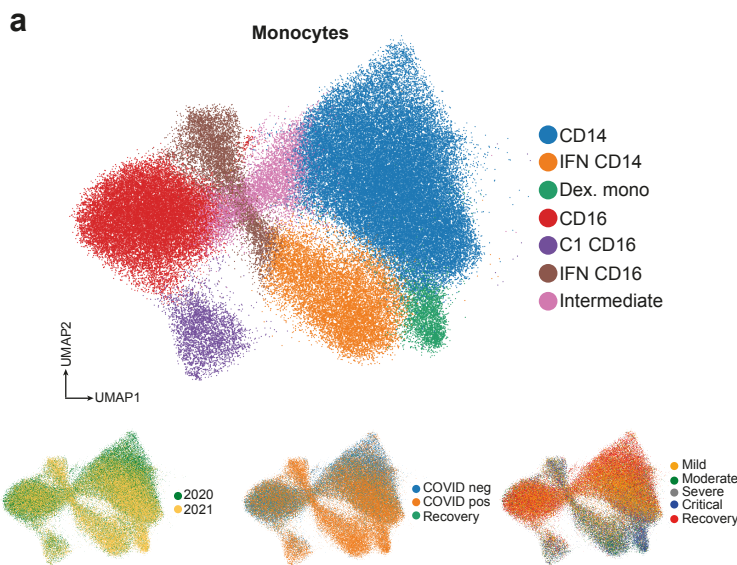 a
Monocytes
CD14
IFN CD14
Dex. mono
CD16
C1 CD16
IFN CD16
Intermediate
UMAP2
UMAP1
2020
2021
COVID neg
COVID pos
Recovery
Mild
Moderate
Severe
Critical
Recovery